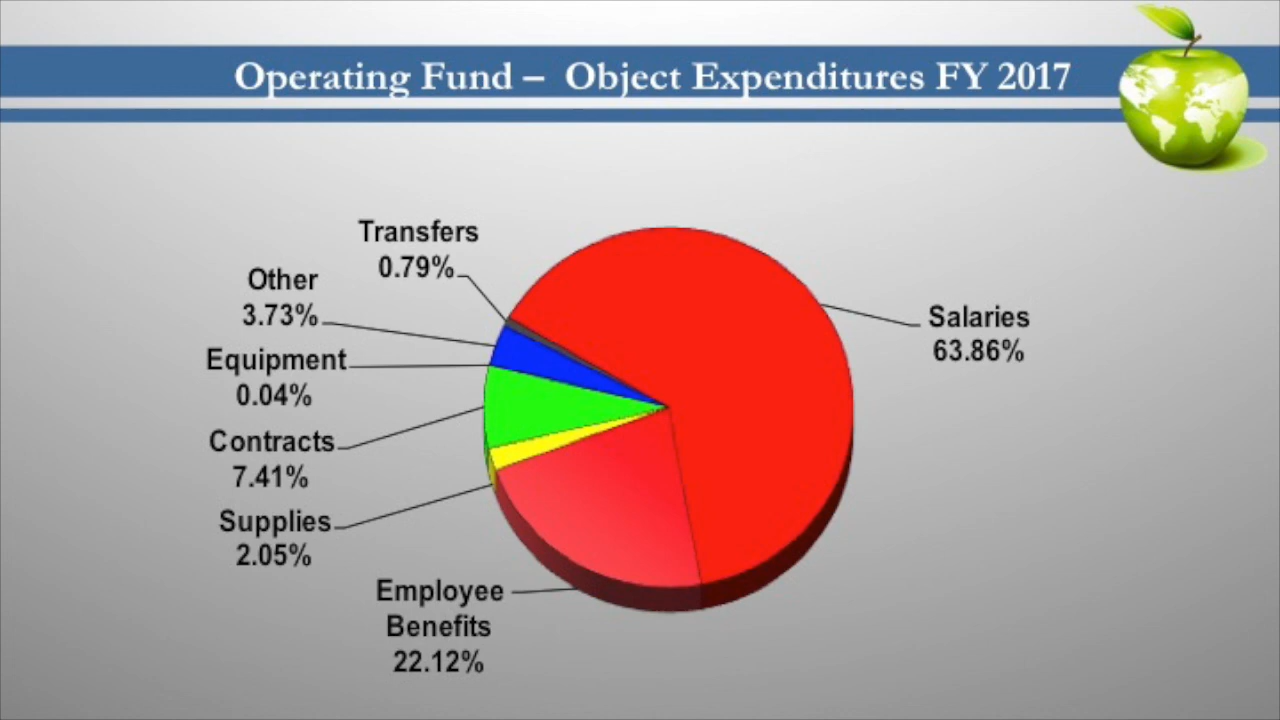 Operating Fund – Object Expenditures FY 2017
Transfers
0.79%
Other
3.73%
Equipment
0.04%
Contracts
7.41%
Supplies
2.05%
Employee
Benefits
22.12%
Salaries
63.86%